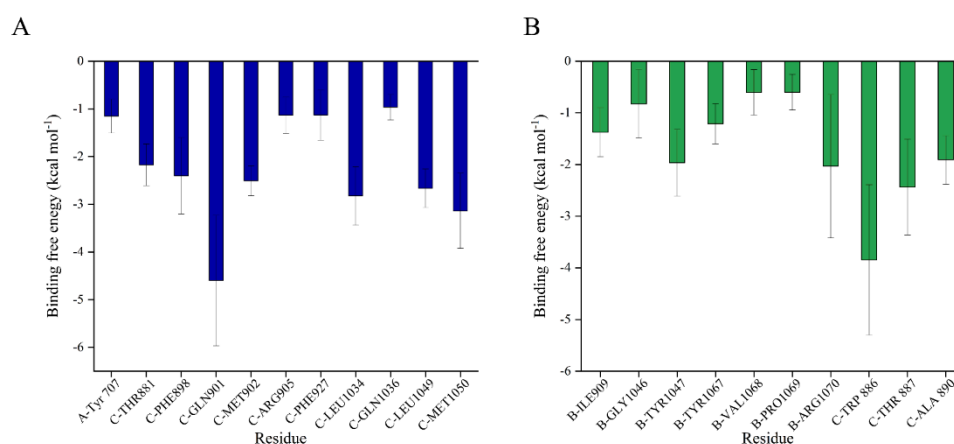 A
Binding free enegy (kcal mol⁻¹)
0
-1
-2
-3
-4
-5
-6
A-Tyr 707
C-THR881
C-PHE898
C-GLN901
C-MET902
C-ARG905
C-PHE927
C-LEU1034
C-GLN1036
C-LEU1049
C-MET1050
Residue
B
Binding free enegy (kcal mol⁻¹)
0
-1
-2
-3
-4
-5
-6
B-ILE909
B-GLY1046
B-TYR1047
B-TYR1067
B-VAL1068
B-PRO1069
B-ARG1070
C-TRP 886
C-THR 887
C-ALA 890
Residue